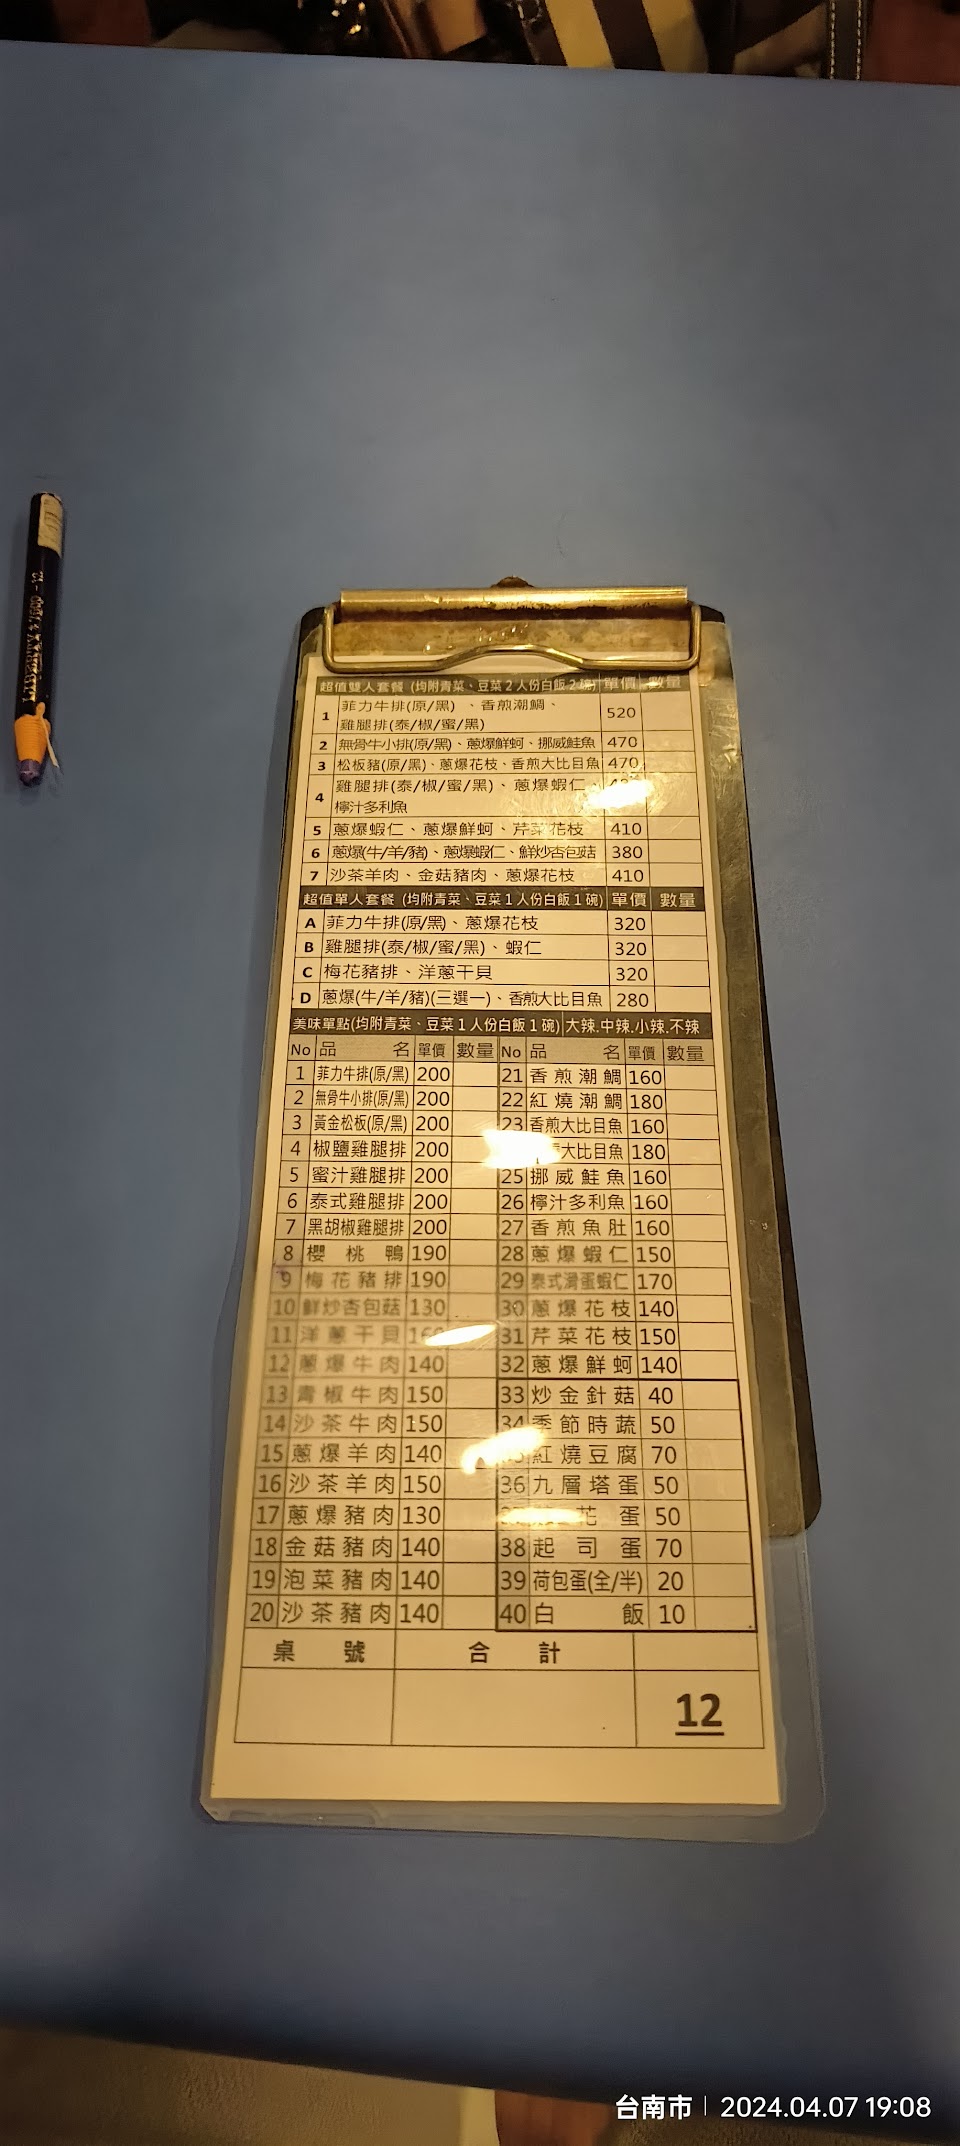 LIBERTY
超值雙人套餐 (均附青菜、豆菜2人份白飯2碗) 單價 數量
1 菲力牛排(原/黑)、香煎潮鯛、 520
雞腿排(泰/椒/蜜/黑)
2 無骨牛小排(原/黑)、蔥爆鮮蚵、挪威鮭魚 470
3 松板豬(原/黑)、蔥爆花枝、香煎大比目魚 470
4 雞腿排(泰/椒/蜜/黑)、蔥爆蝦仁、
檸汁多利魚
5 蔥爆蝦仁、蔥爆鮮蚵、芹菜花枝 410
6 蔥爆(牛/羊/豬)、蔥爆蝦仁、鮮炒杏包菇 380
7 沙茶羊肉、金菇豬肉、蔥爆花枝 410
超值單人套餐 (均附青菜、豆菜1人份白飯1碗) 單價 數量
A 菲力牛排(原/黑)、蔥爆花枝 320
B 雞腿排(泰/椒/蜜/黑)、蝦仁 320
C 梅花豬排、洋蔥干貝 320
D 蔥爆(牛/羊/豬)(三選一)、香煎大比目魚 280
美味單點(均附青菜、豆菜1人份白飯1碗) 大辣.中辣.小辣.不辣
No 品名 單價 數量 No 品名 單價 數量
1 菲力牛排(原/黑) 200 21 香煎潮鯛 160
2 無骨牛小排(原/黑) 200 22 紅燒潮鯛 180
3 黃金松板(原/黑) 200 23 香煎大比目魚 160
4 椒鹽雞腿排 200 大比目魚 180
5 蜜汁雞腿排 200 25 挪威鮭魚 160
6 泰式雞腿排 200 26 檸汁多利魚 160
7 黑胡椒雞腿排 200 27 香煎魚肚 160
8 櫻桃鴨 190 28 蔥爆蝦仁 150
9 梅花豬排 190 29 泰式滑蛋蝦仁 170
10 鮮炒杏包菇 130 30 蔥爆花枝 140
11 洋蔥干貝 160 31 芹菜花枝 150
12 蔥爆牛肉 140 32 蔥爆鮮蚵 140
13 青椒牛肉 150 33 炒金針菇 40
14 沙茶牛肉 150 34 季節時蔬 50
15 蔥爆羊肉 140 紅燒豆腐 70
16 沙茶羊肉 150 36 九層塔蛋 50
17 蔥爆豬肉 130 花蛋 50
18 金菇豬肉 140 38 起司蛋 70
19 泡菜豬肉 140 39 荷包蛋(全/半) 20
20 沙茶豬肉 140 40 白飯 10
桌號 合計
12
台南市 | 2024.04.07 19:08